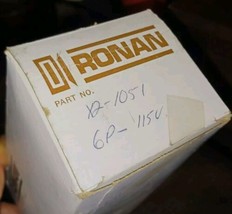 RONAN
PART NO.
X2-1051
6P- 115V